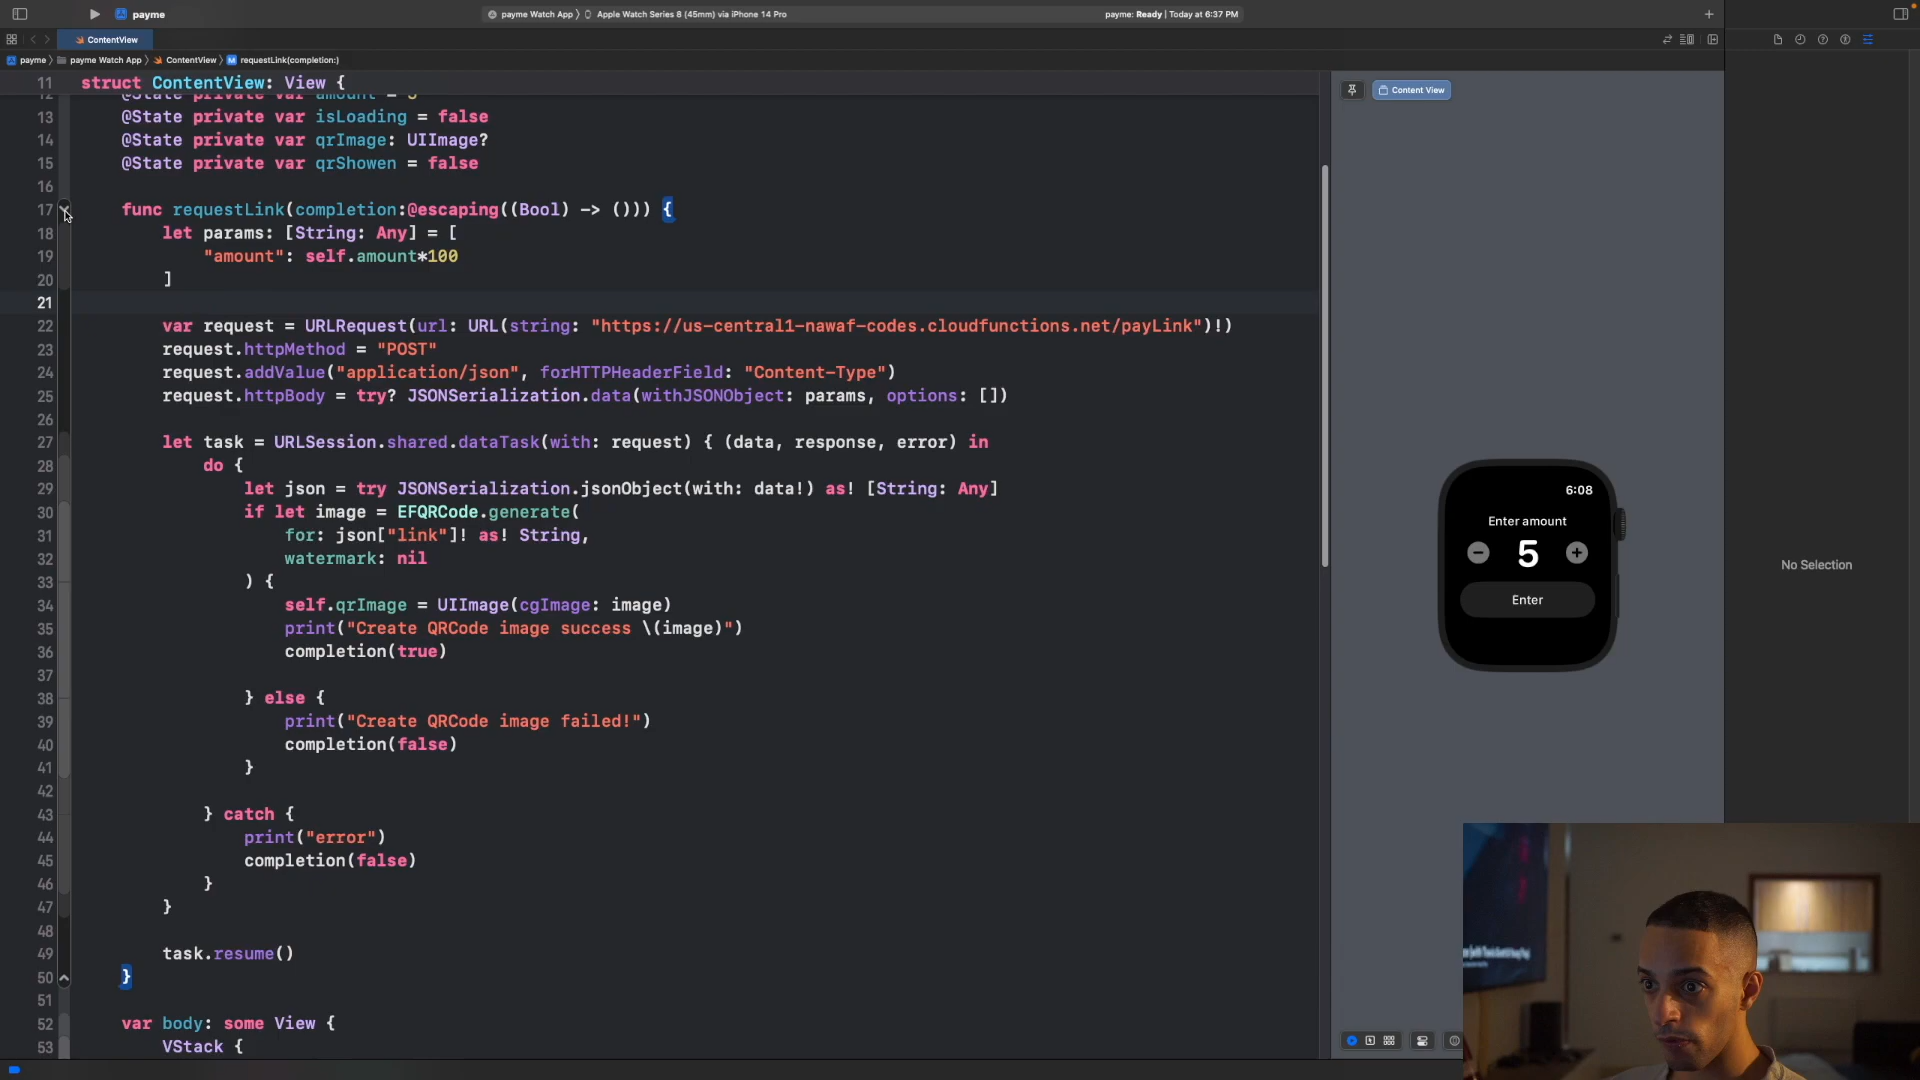 payme
payme Watch App 〉 Apple Watch Series 8 (45mm) via iPhone 14 Pro
payme: Ready | Today at 6:37 PM
ContentView
payme 〉 payme Watch App 〉 ContentView 〉 M requestLink(completion:)
11 struct ContentView: View {
12 @State private var amount = 5
13 @State private var isLoading = false
14 @State private var qrImage: UIImage?
15 @State private var qrShowen = false
16
17 func requestLink(completion:@escaping((Bool) -> ())) {
18 let params: [String: Any] = [
19 "amount": self.amount*100
20 ]
21
22 var request = URLRequest(url: URL(string: "https://us-central1-nawaf-codes.cloudfunctions.net/payLink")!)
23 request.httpMethod = "POST"
24 request.addValue("application/json", forHTTPHeaderField: "Content-Type")
25 request.httpBody = try? JSONSerialization.data(withJSONObject: params, options: [])
26
27 let task = URLSession.shared.dataTask(with: request) { (data, response, error) in
28 do {
29 let json = try JSONSerialization.jsonObject(with: data!) as! [String: Any]
30 if let image = EFQRCode.generate(
31 for: json["link"]! as! String,
32 watermark: nil
33 ) {
34 self.qrImage = UIImage(cgImage: image)
35 print("Create QRCode image success \(image)")
36 completion(true)
37
38 } else {
39 print("Create QRCode image failed!")
40 completion(false)
41 }
42
43 } catch {
44 print("error")
45 completion(false)
46 }
47 }
48
49 task.resume()
50 }
51
52 var body: some View {
53 VStack {
Content View
6:08
Enter amount
5
Enter
No Selection